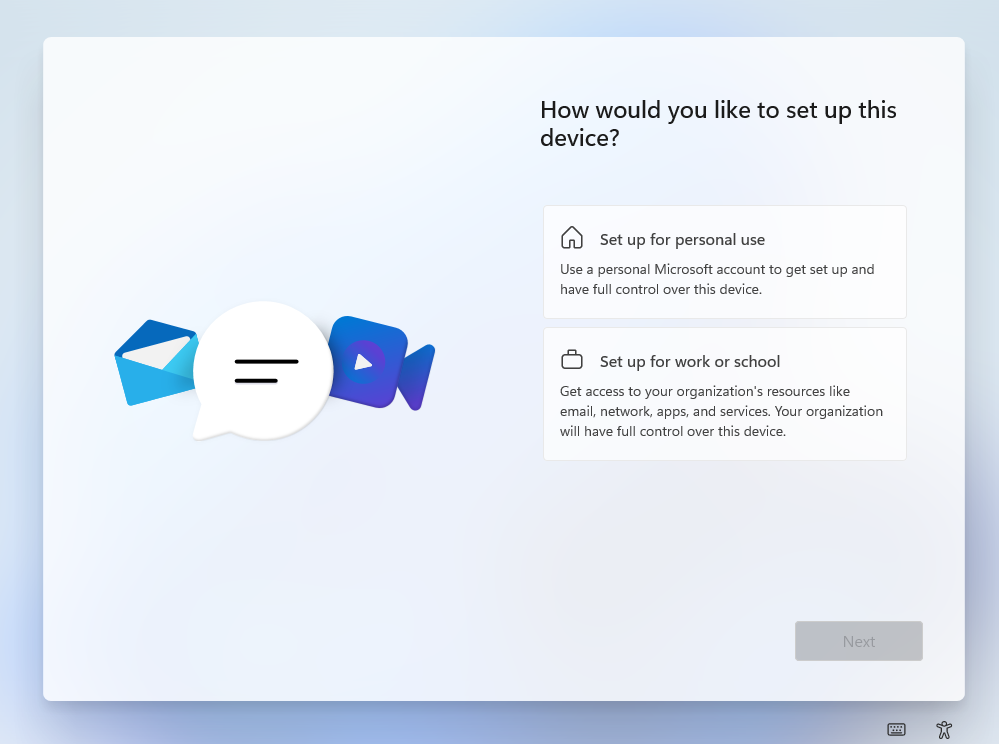 How would you like to set up this
device?
Set up for personal use
Use a personal Microsoft account to get set up and
have full control over this device.
Set up for work or school
Get access to your organization's resources like
email, network, apps, and services. Your organization
will have full control over this device.
Next